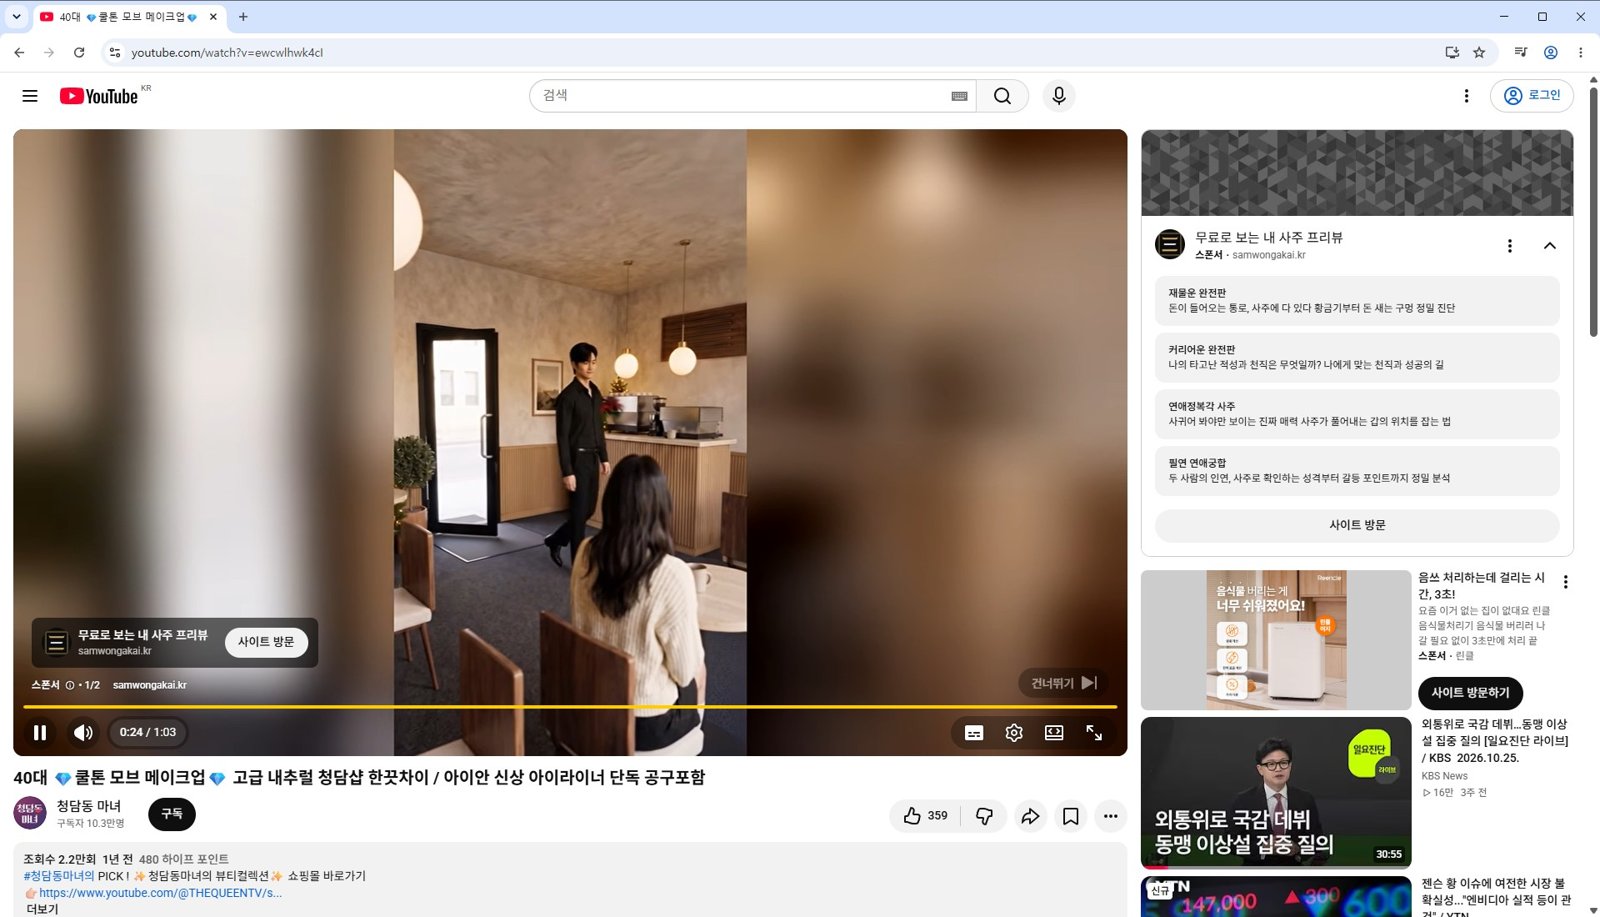 40대 💎쿨톤 모브 메이크업💎
youtube.com/watch?v=ewcwlhwk4cI
YouTube KR
검색
로그인
무료로 보는 내 사주 프리뷰
samwongakai.kr
사이트 방문
스폰서 · 1/2 samwongakai.kr
건너뛰기
0:24 / 1:03
40대 💎쿨톤 모브 메이크업💎 고급 내추럴 청담샵 한끗차이 / 아이안 신상 아이라이너 단독 공구포함
청담동 마녀
청담동 마녀
구독자 10.3만명
구독
359
조회수 2.2만회 1년 전 480 하이프 포인트
#청담동마녀의 PICK ! ✨청담동마녀의 뷰티컬렉션✨ 쇼핑몰 바로가기
👉🏻https://www.youtube.com/@THEQUEENTV/s...
더보기
무료로 보는 내 사주 프리뷰
스폰서 · samwongakai.kr
재물운 완전판
돈이 들어오는 통로, 사주에 다 있다 황금기부터 돈 새는 구멍 정밀 진단
커리어운 완전판
나의 타고난 적성과 천직은 무엇일까? 나에게 맞는 천직과 성공의 길
연애정복각 사주
사귀어 봐야만 보이는 진짜 매력 사주가 풀어내는 갑의 위치를 잡는 법
필연 연애궁합
두 사람의 인연, 사주로 확인하는 성격부터 갈등 포인트까지 정밀 분석
사이트 방문
Reencle
음식물 버리는 게
너무 쉬워졌어요!
음쓰 처리하는데 걸리는 시간, 3초!
요즘 이거 없는 집이 없대요 린클
음식물처리기 음식물 버리러 나
갈 필요 없이 3초만에 처리 끝
스폰서 · 린클
사이트 방문하기
일요진단
라이브
외통위로 국감 데뷔
동맹 이상설 집중 질의
30:55
외통위로 국감 데뷔...동맹 이상
설 집중 질의 [일요진단 라이브]
/ KBS 2026.10.25.
KBS News
16만 3주 전
신규
YTN
147,000 ▲ 300 600
젠슨 황 이슈에 여전한 시장 불
확실성..."엔비디아 실적 등이 관
건" / YTN